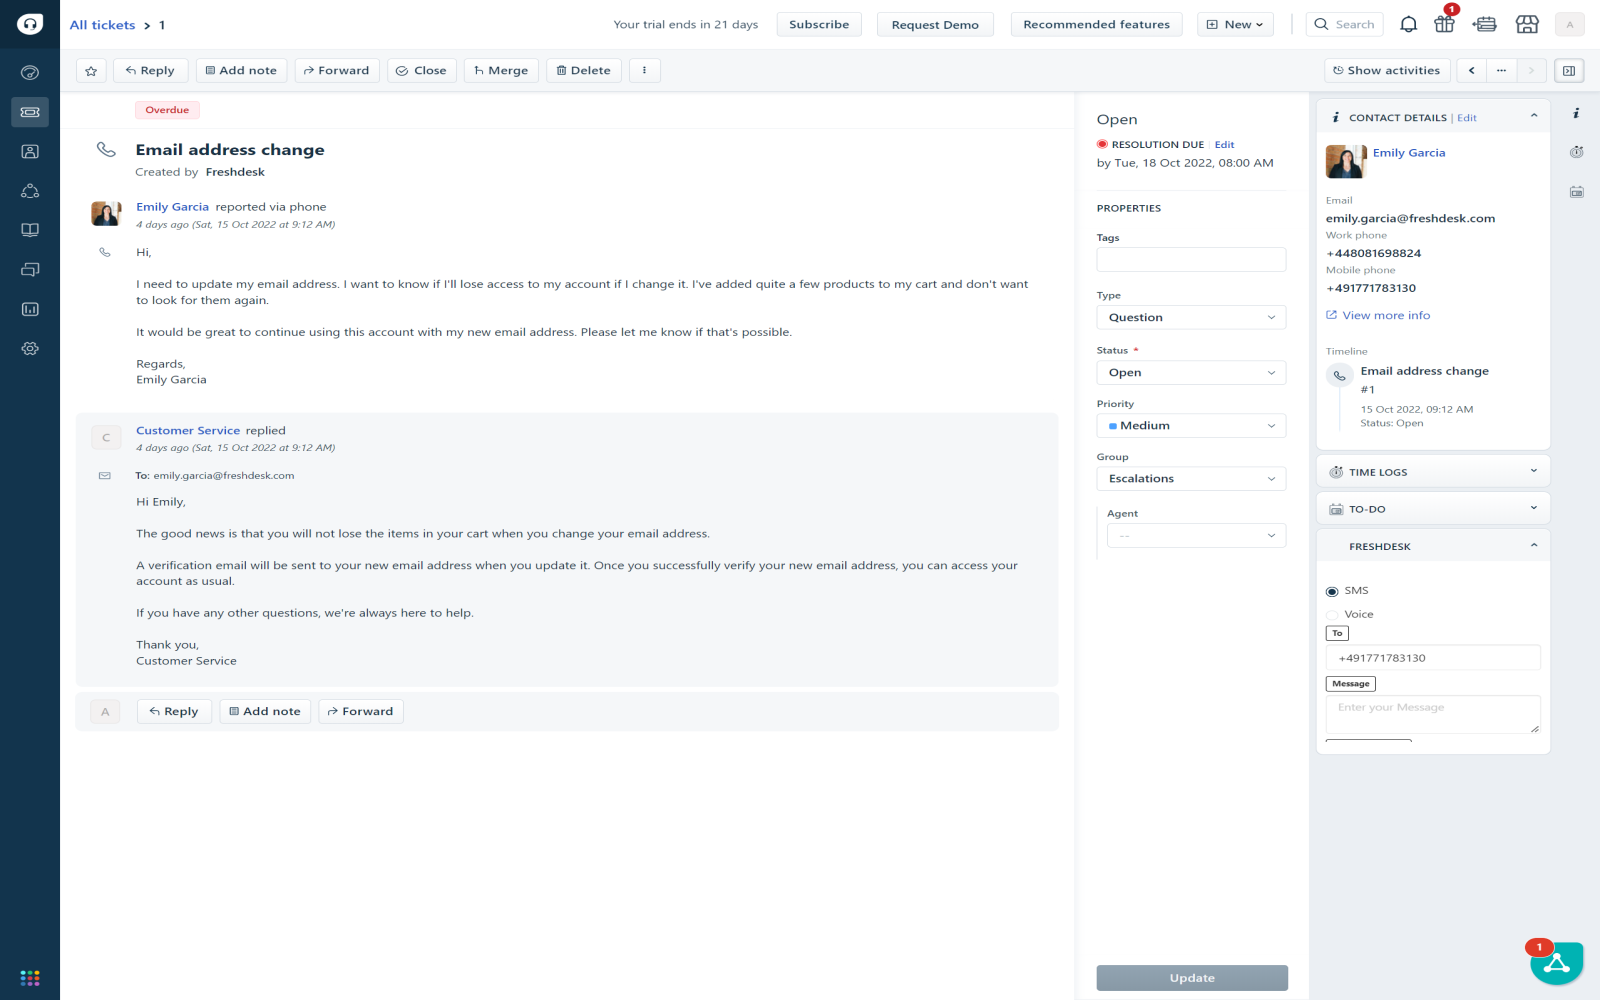 All tickets > 1
Your trial ends in 21 days
Subscribe
Request Demo
Recommended features
New
Search
1
A
Reply
Add note
Forward
Close
Merge
Delete
Show activities
Overdue
Email address change
Created by Freshdesk
Emily Garcia reported via phone
4 days ago (Sat, 15 Oct 2022 at 9:12 AM)
Hi,
I need to update my email address. I want to know if I'll lose access to my account if I change it. I've added quite a few products to my cart and don't want
to look for them again.
It would be great to continue using this account with my new email address. Please let me know if that's possible.
Regards,
Emily Garcia
C
Customer Service replied
4 days ago (Sat, 15 Oct 2022 at 9:12 AM)
To: emily.garcia@freshdesk.com
Hi Emily,
The good news is that you will not lose the items in your cart when you change your email address.
A verification email will be sent to your new email address when you update it. Once you successfully verify your new email address, you can access your
account as usual.
If you have any other questions, we're always here to help.
Thank you,
Customer Service
A
Reply
Add note
Forward
Open
RESOLUTION DUE Edit
by Tue, 18 Oct 2022, 08:00 AM
PROPERTIES
Tags
Type
Question
Status *
Open
Priority
Medium
Group
Escalations
Agent
--
Update
CONTACT DETAILS | Edit
Emily Garcia
Email
emily.garcia@freshdesk.com
Work phone
+448081698824
Mobile phone
+491771783130
View more info
Timeline
Email address change
#1
15 Oct 2022, 09:12 AM
Status: Open
TIME LOGS
TO-DO
FRESHDESK
SMS
Voice
To
+491771783130
Message
Enter your Message
1